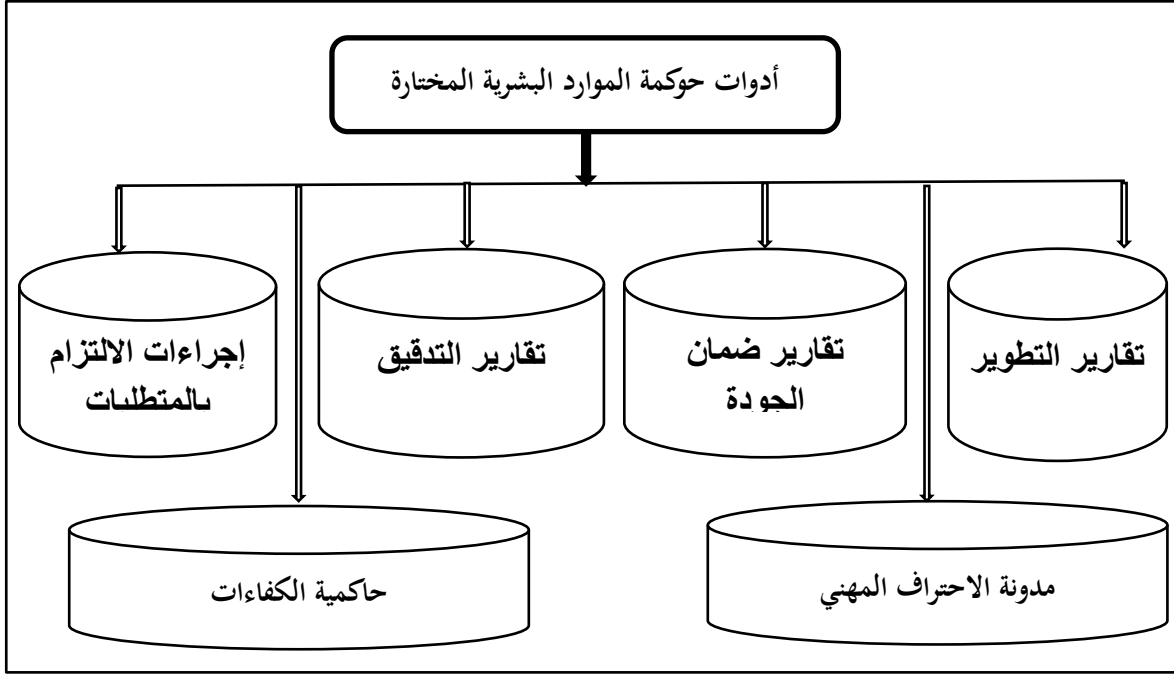 أدوات حوكمة الموارد البشرية المختارة
تقارير التطوير
تقارير ضمان
الجودة
تقارير التدقيق
إجراءات الالتزام
بالمتطلبات
مدونة الاحتراف المهني
حاكمية الكفاءات